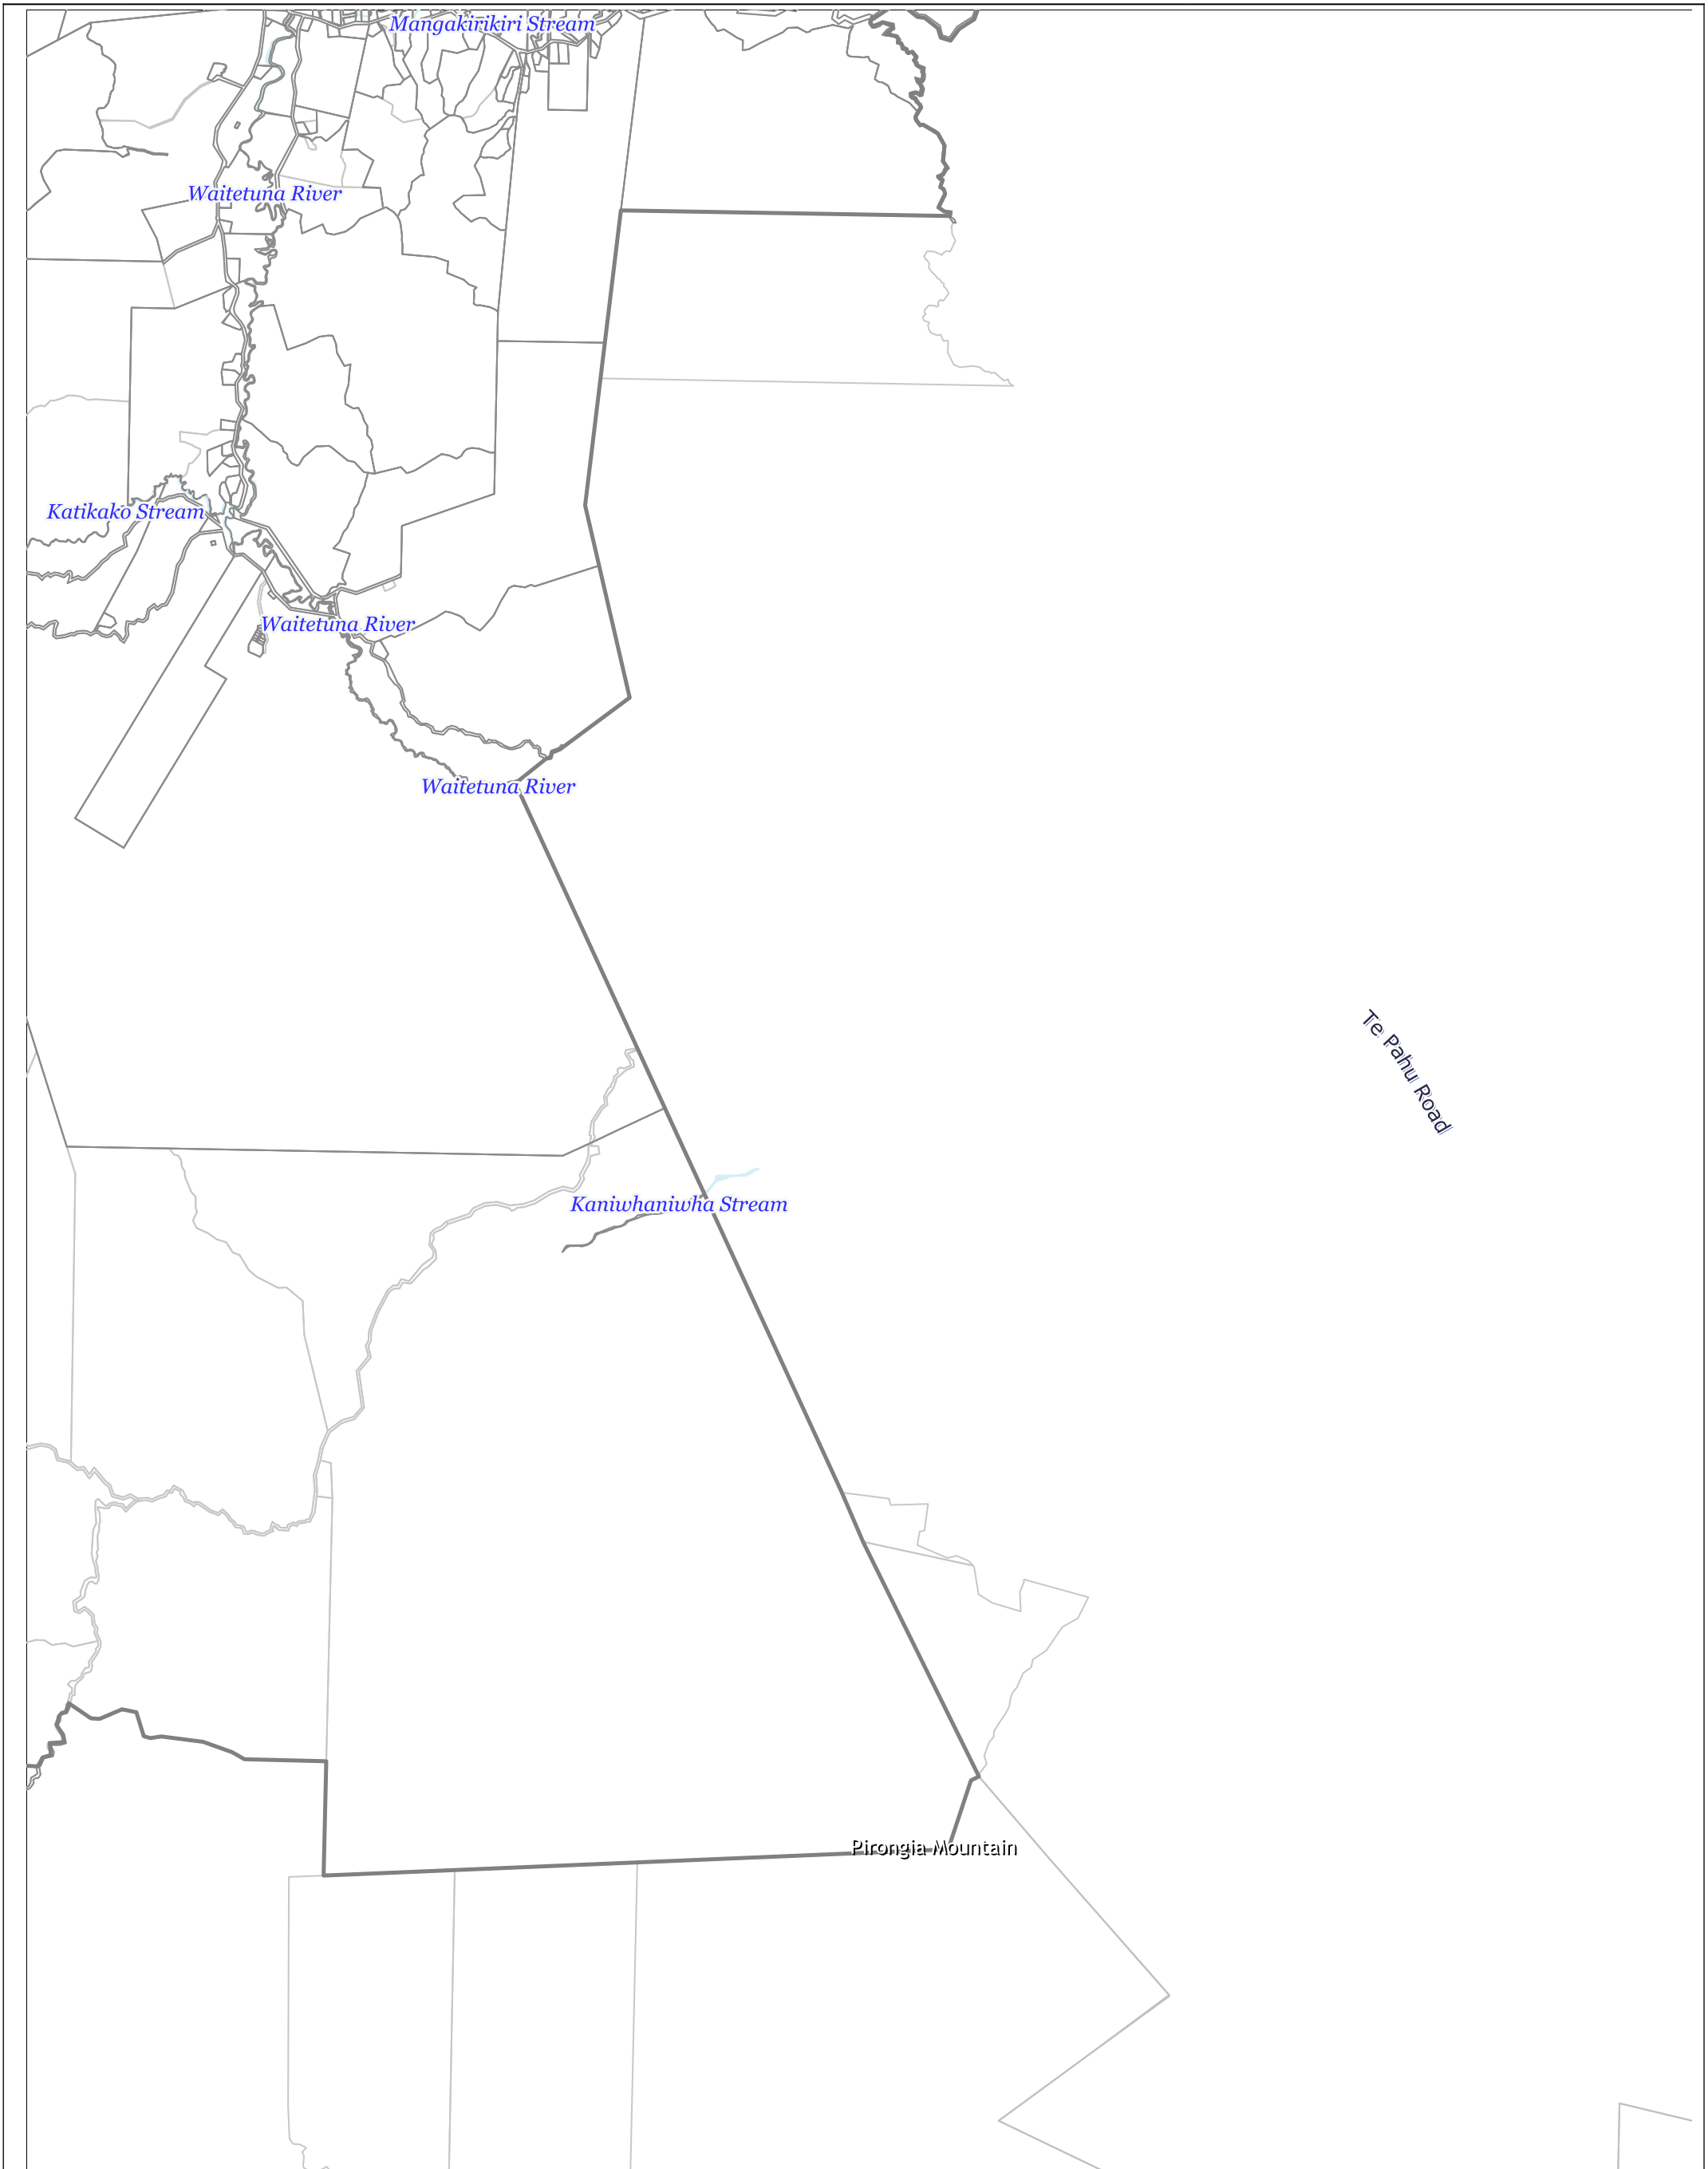 Mangakirikiri Stream
Waitetuna River
Katikako Stream
Waitetuna River
Waitetuna River
Te Pahu Road
Kaniwhaniwha Stream
Pirongia Mountain